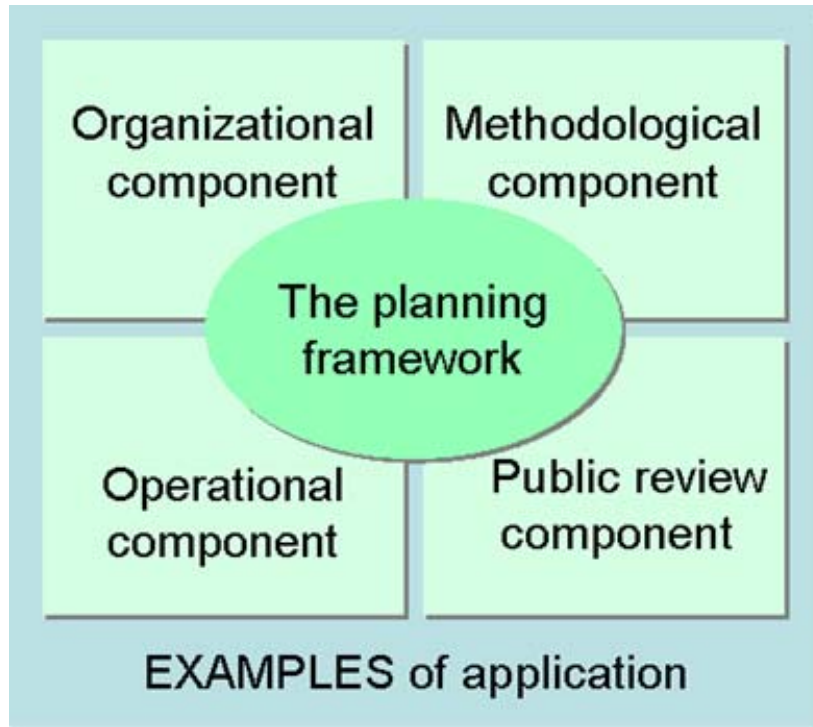 Organizational
component
Methodological
component
The planning
framework
Operational
component
Public review
component
EXAMPLES of application